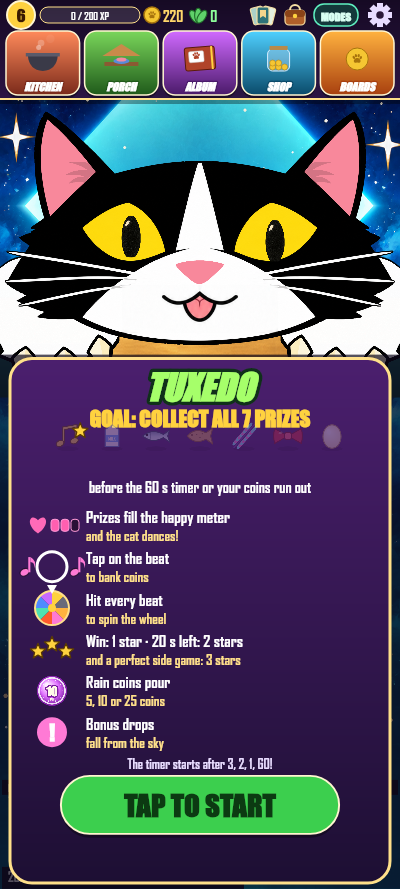 6
0 / 200 XP
220
0
MODES
KITCHEN
PORCH
ALBUM
SHOP
BOARDS
TUXEDO
GOAL: COLLECT ALL 7 PRIZES
before the 60 s timer or your coins run out
Prizes fill the happy meter
and the cat dances!
Tap on the beat
to bank coins
Hit every beat
to spin the wheel
Win: 1 star · 20 s left: 2 stars
and a perfect side game: 3 stars
10
Rain coins pour
5, 10 or 25 coins
!
Bonus drops
fall from the sky
The timer starts after 3, 2, 1, GO!
TAP TO START